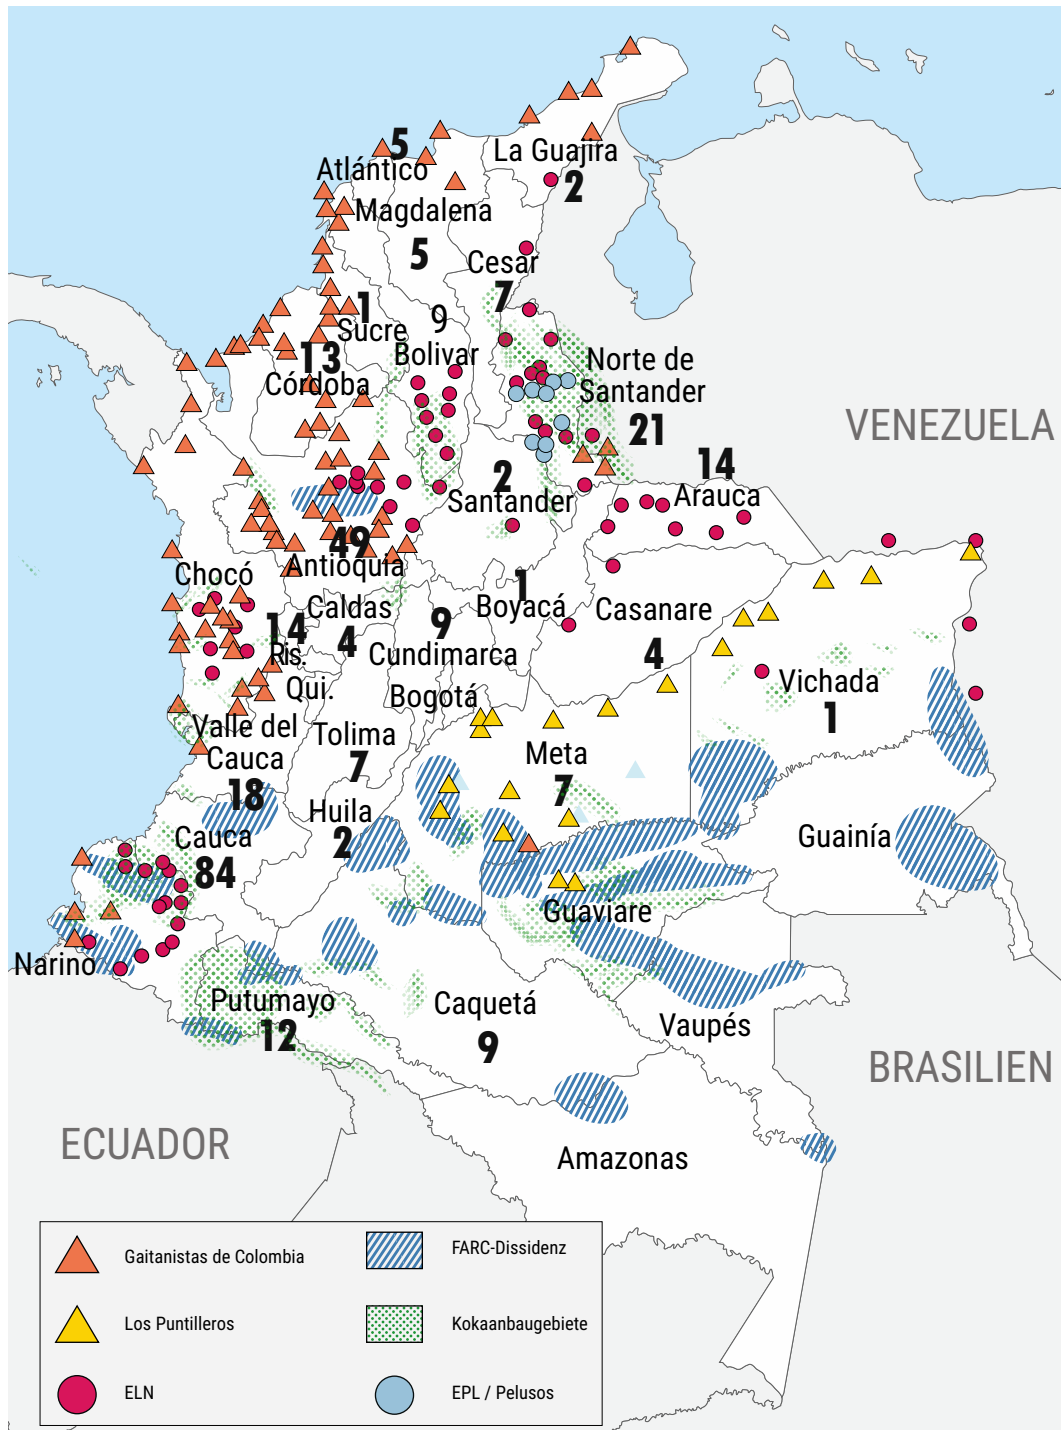 5
Atlántico
La Guajira
2
Magdalena
5
Cesar
7
1
Sucre
9
Bolivar
13
Córdoba
Norte de
Santander
21
VENEZUELA
2
Santander
14
Arauca
49
Antioquia
Chocó
14
Ris.
Qui.
Caldas
4
9
Cundimarca
Bogotá
1
Boyacá
Casanare
4
Vichada
1
Valle del
Cauca
18
Tolima
7
Meta
7
Huila
2
Cauca
84
Guainía
Guaviare
Narino
Putumayo
12
Caquetá
9
Vaupés
BRASILIEN
ECUADOR
Amazonas
Gaitanistas de Colombia
FARC-Dissidenz
Los Puntilleros
Kokaanbaugebiete
ELN
EPL / Pelusos